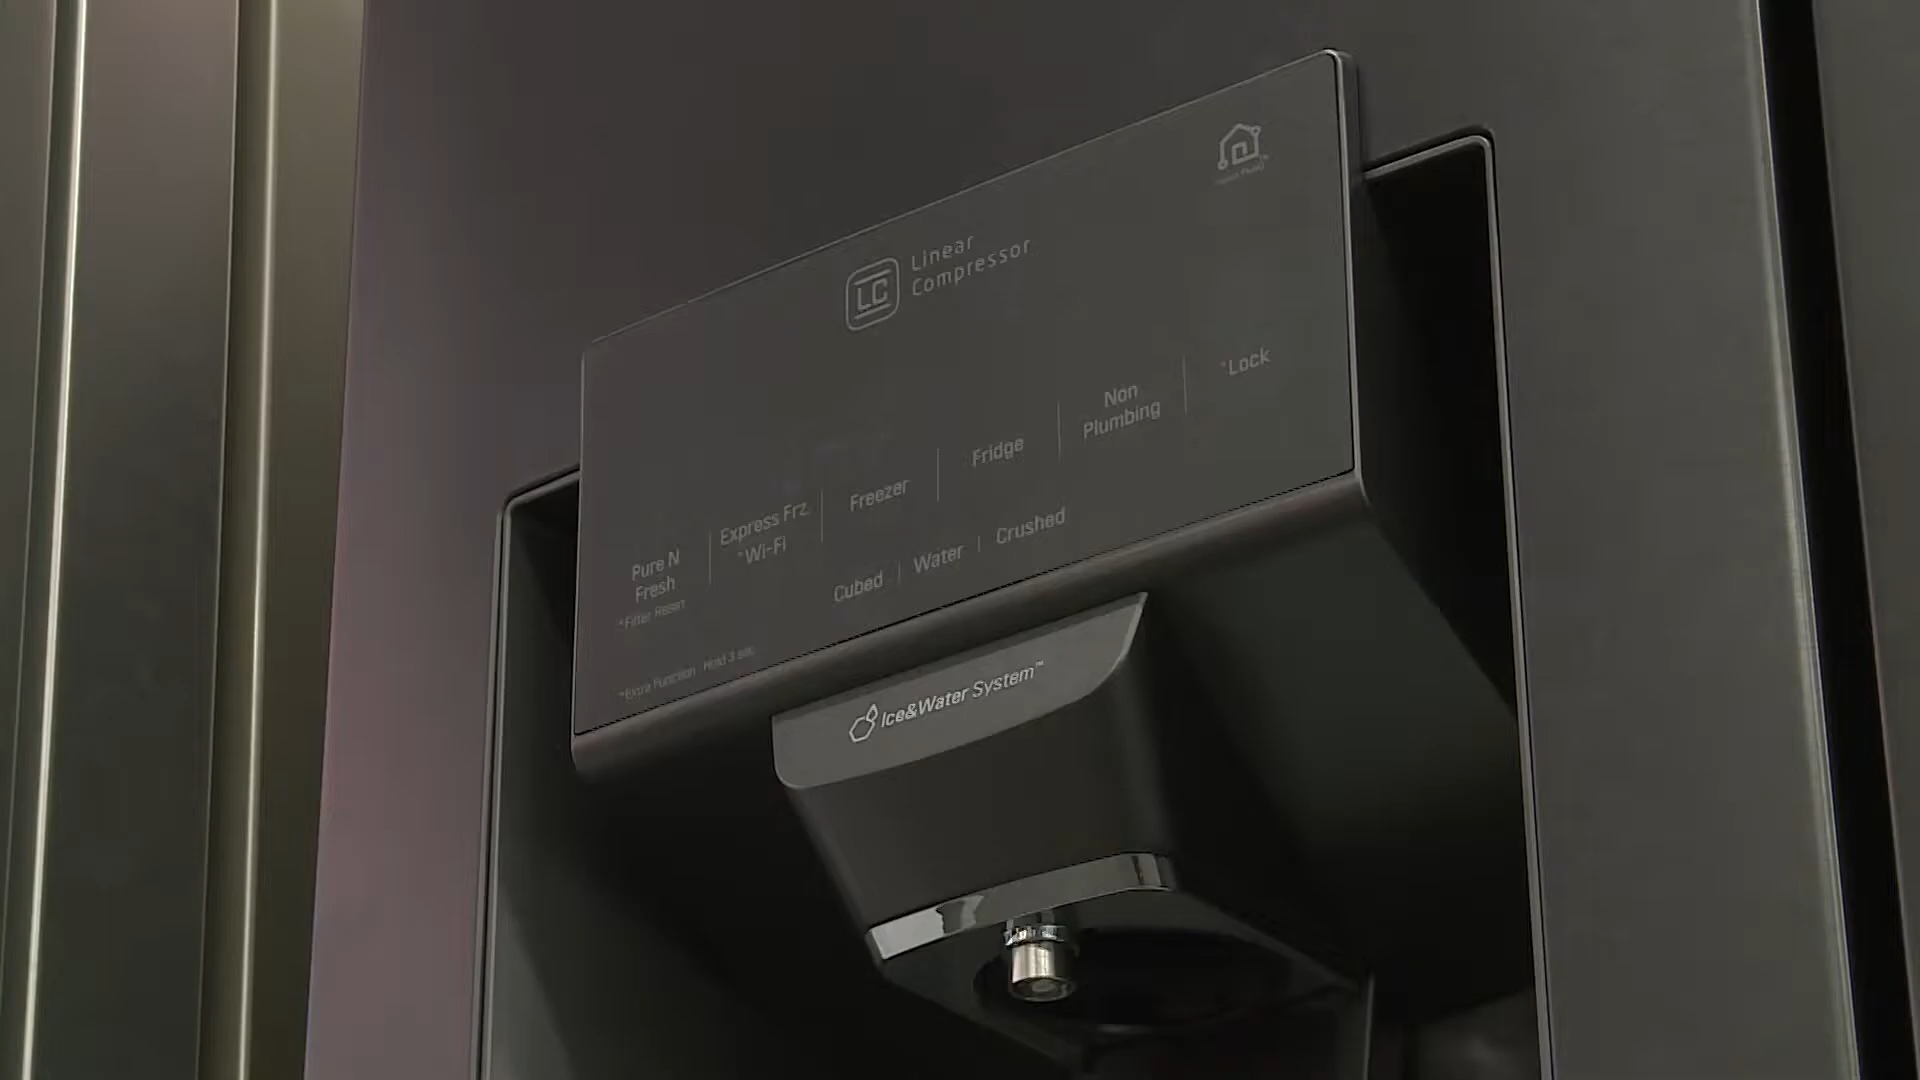 LC
Linear
Compressor
Pure N
Fresh
*Filter Reset
Express Frz.
*Wi-Fi
Freezer
Fridge
Non
Plumbing
*Lock
Cubed | Water | Crushed
*Extra Function : Hold 3 sec.
Ice&Water System™